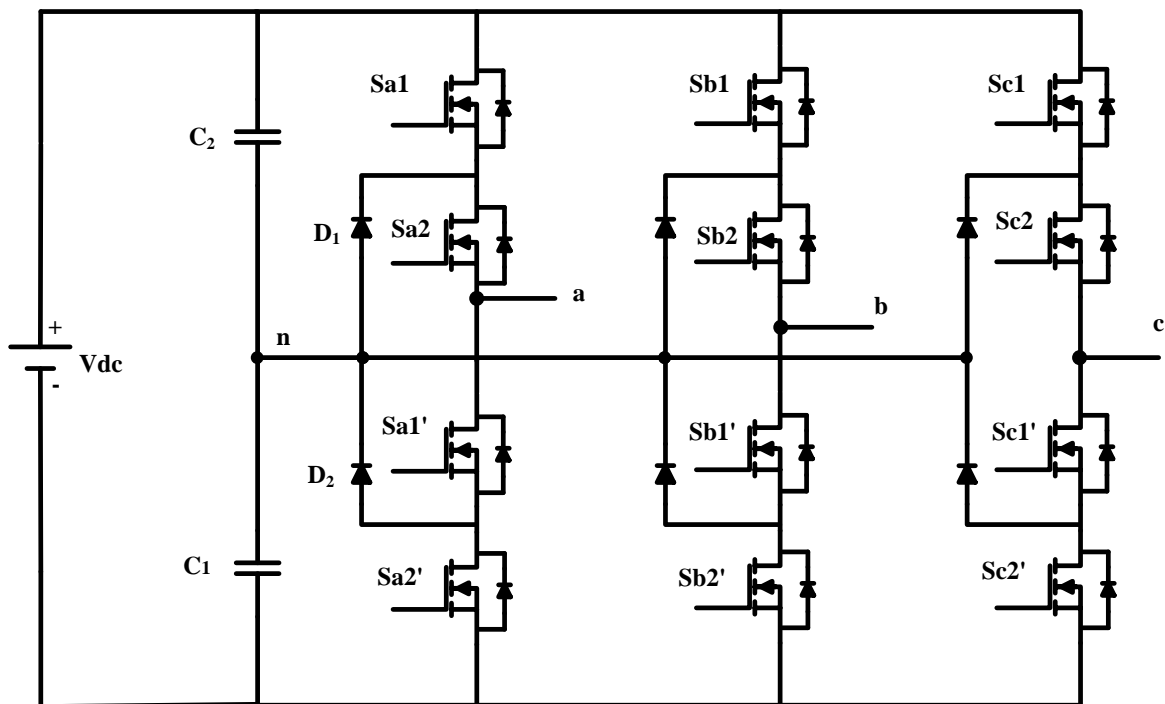 Sa1
Sb1
Sc1
C₂
D₁
Sa2
Sb2
Sc2
a
b
c
n
+
Vdc
-
Sa1'
Sb1'
Sc1'
D₂
C₁
Sa2'
Sb2'
Sc2'